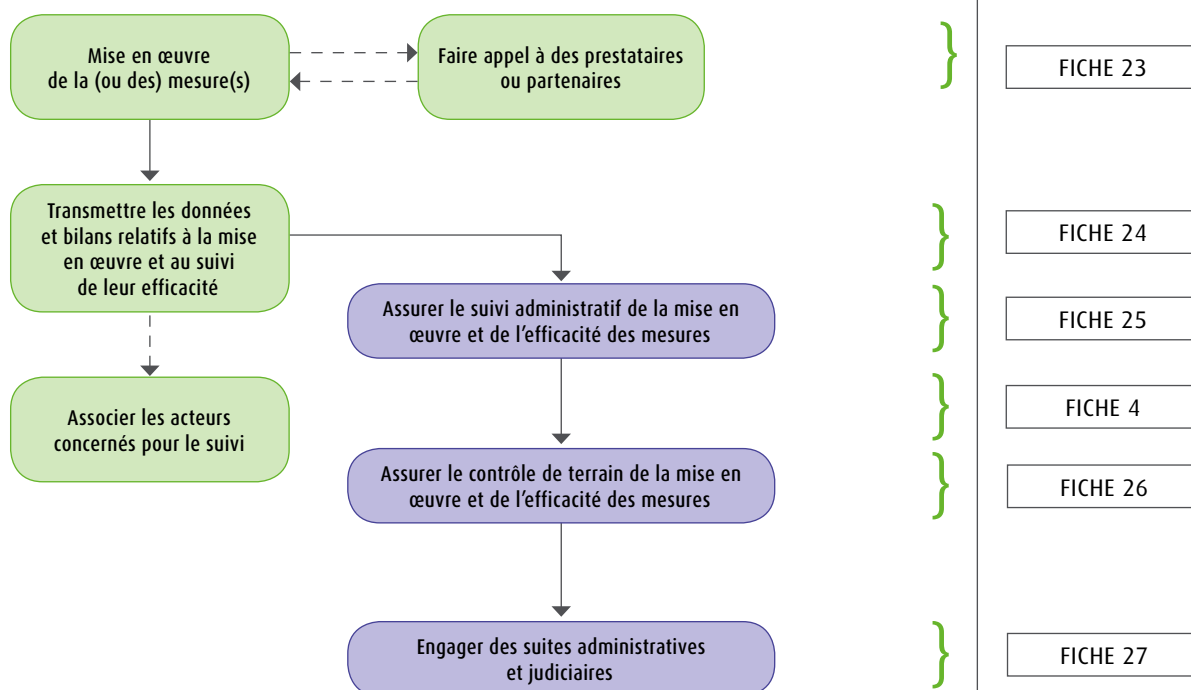 Mise en œuvre
de la (ou des) mesure(s)
Faire appel à des prestataires
ou partenaires
FICHE 23
Transmettre les données
et bilans relatifs à la mise
en œuvre et au suivi
de leur efficacité
FICHE 24
Assurer le suivi administratif de la mise en
œuvre et de l'efficacité des mesures
FICHE 25
Associer les acteurs
concernés pour le suivi
FICHE 4
Assurer le contrôle de terrain de la mise en
œuvre et de l'efficacité des mesures
FICHE 26
Engager des suites administratives
et judiciaires
FICHE 27